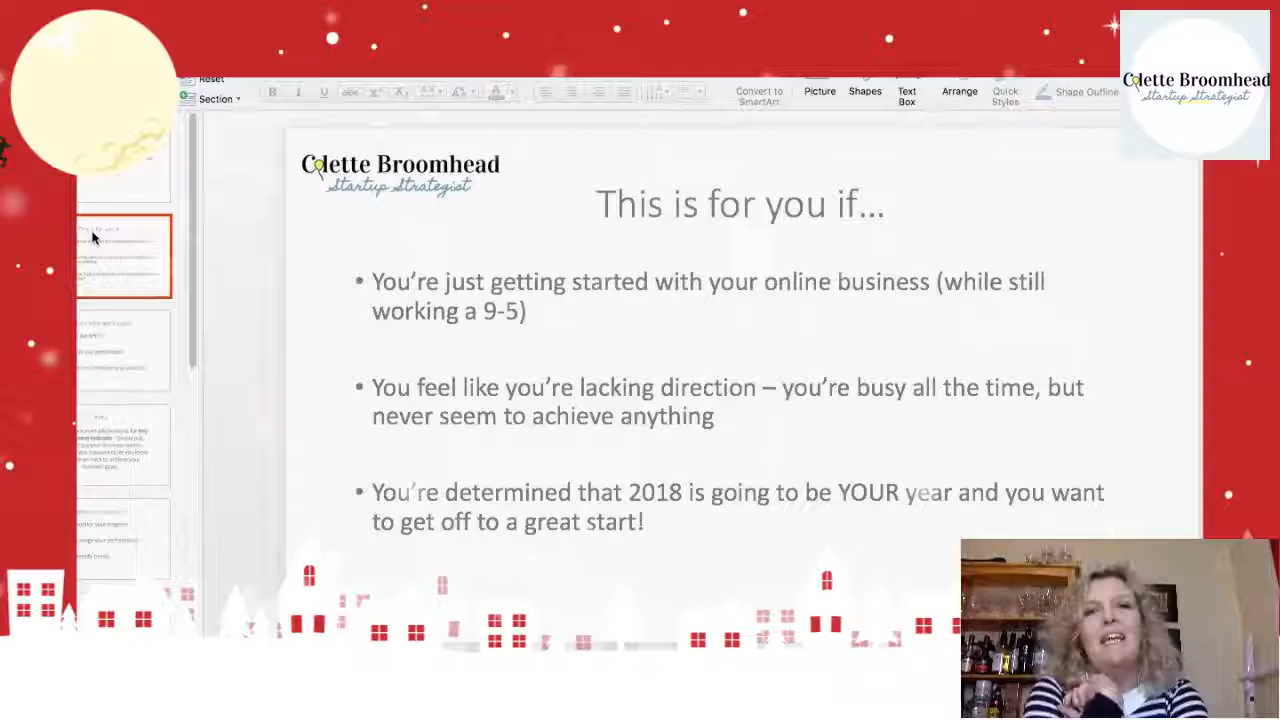 Reset
Section
B I U abc
Convert to
SmartArt
Picture
Shapes
Text
Box
Arrange
Quick
Styles
Shape Outline
Colette Broomhead
Startup Strategist
Colette Broomhead
Startup Strategist
This is for you if...
• You’re just getting started with your online business (while still
working a 9-5)
• You feel like you’re lacking direction – you’re busy all the time, but
never seem to achieve anything
• You’re determined that 2018 is going to be YOUR year and you want
to get off to a great start!